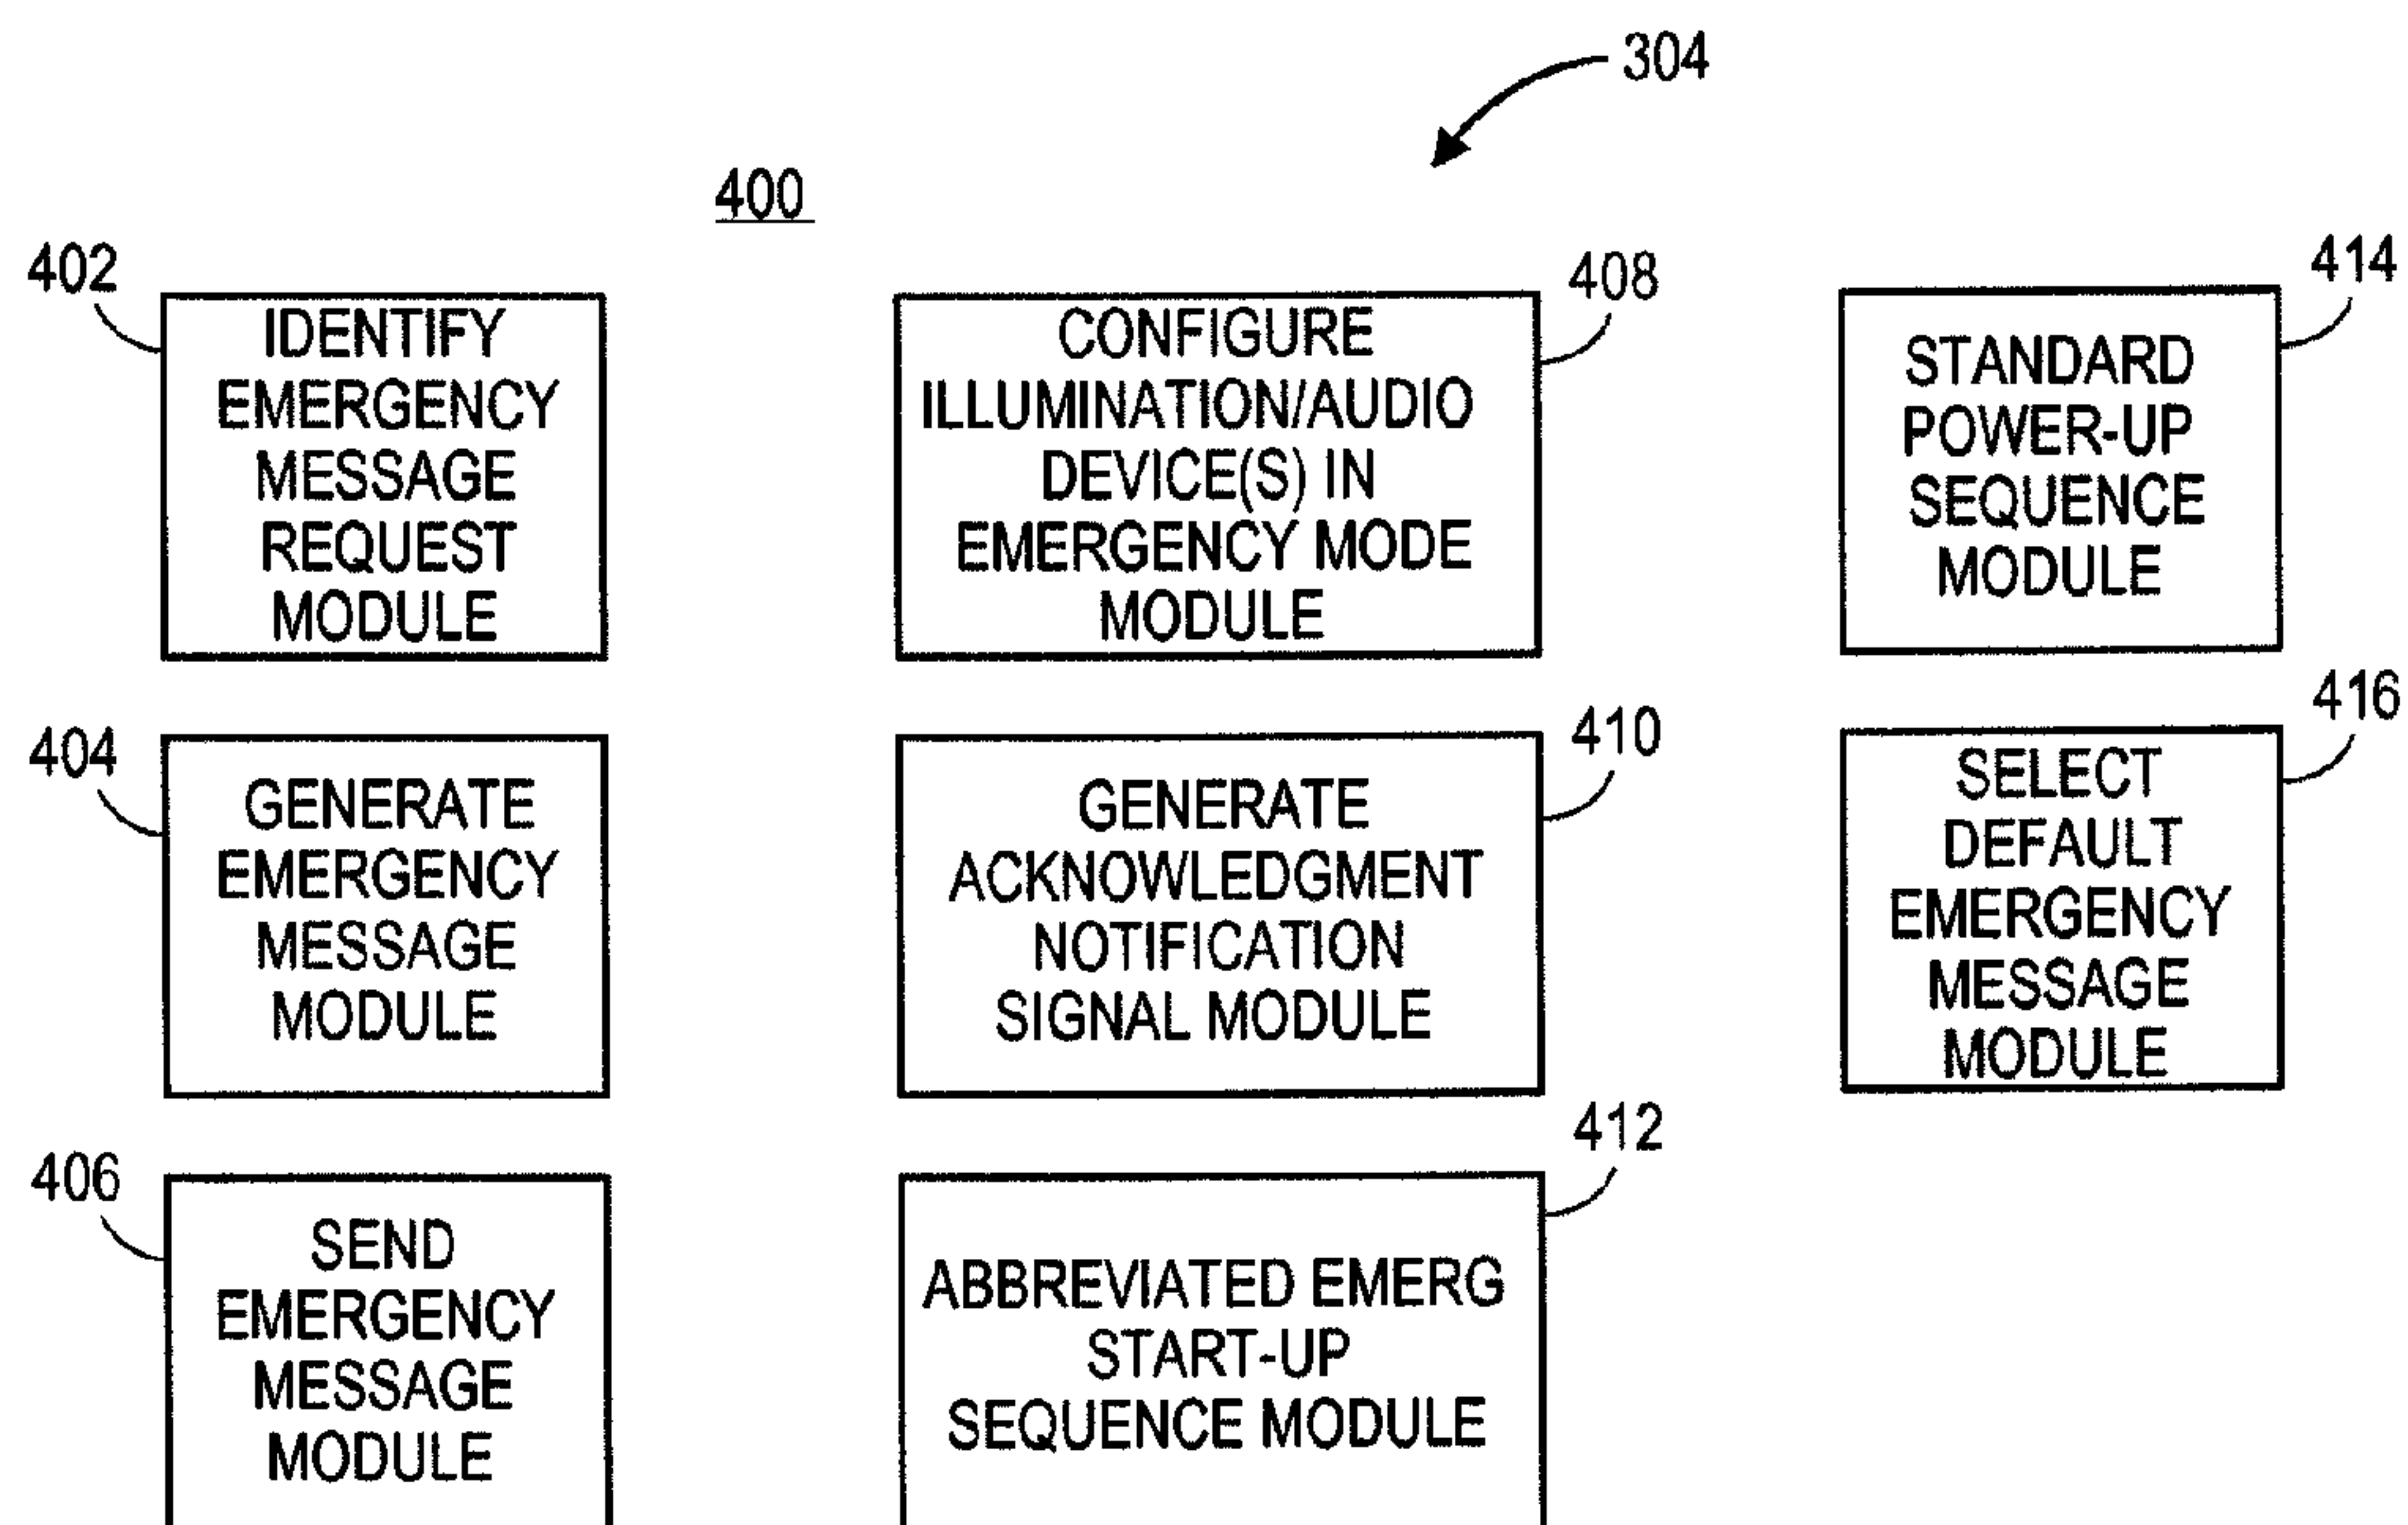 304
400
402
IDENTIFY
EMERGENCY
MESSAGE
REQUEST
MODULE
408
CONFIGURE
ILLUMINATION/AUDIO
DEVICE(S) IN
EMERGENCY MODE
MODULE
414
STANDARD
POWER-UP
SEQUENCE
MODULE
404
GENERATE
EMERGENCY
MESSAGE
MODULE
410
GENERATE
ACKNOWLEDGMENT
NOTIFICATION
SIGNAL MODULE
416
SELECT
DEFAULT
EMERGENCY
MESSAGE
MODULE
406
SEND
EMERGENCY
MESSAGE
MODULE
412
ABBREVIATED EMERG
START-UP
SEQUENCE MODULE